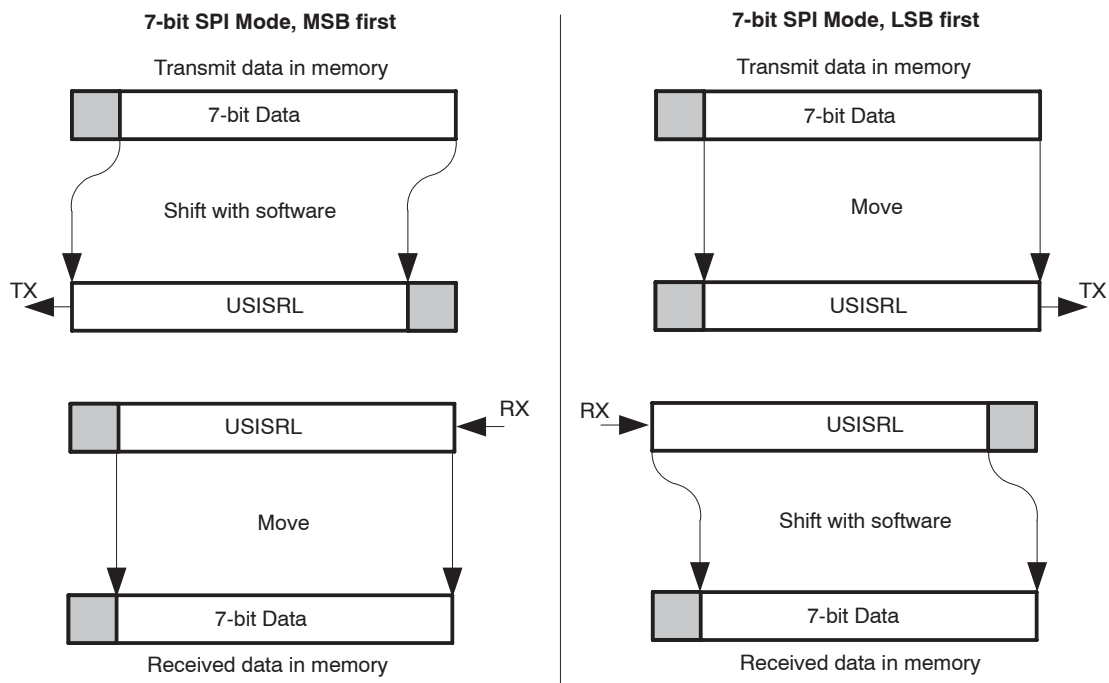 7-bit SPI Mode, MSB first
Transmit data in memory
7-bit Data
Shift with software
TX
USISRL
USISRL
RX
Move
7-bit Data
Received data in memory
7-bit SPI Mode, LSB first
Transmit data in memory
7-bit Data
Move
USISRL
TX
RX
USISRL
Shift with software
7-bit Data
Received data in memory